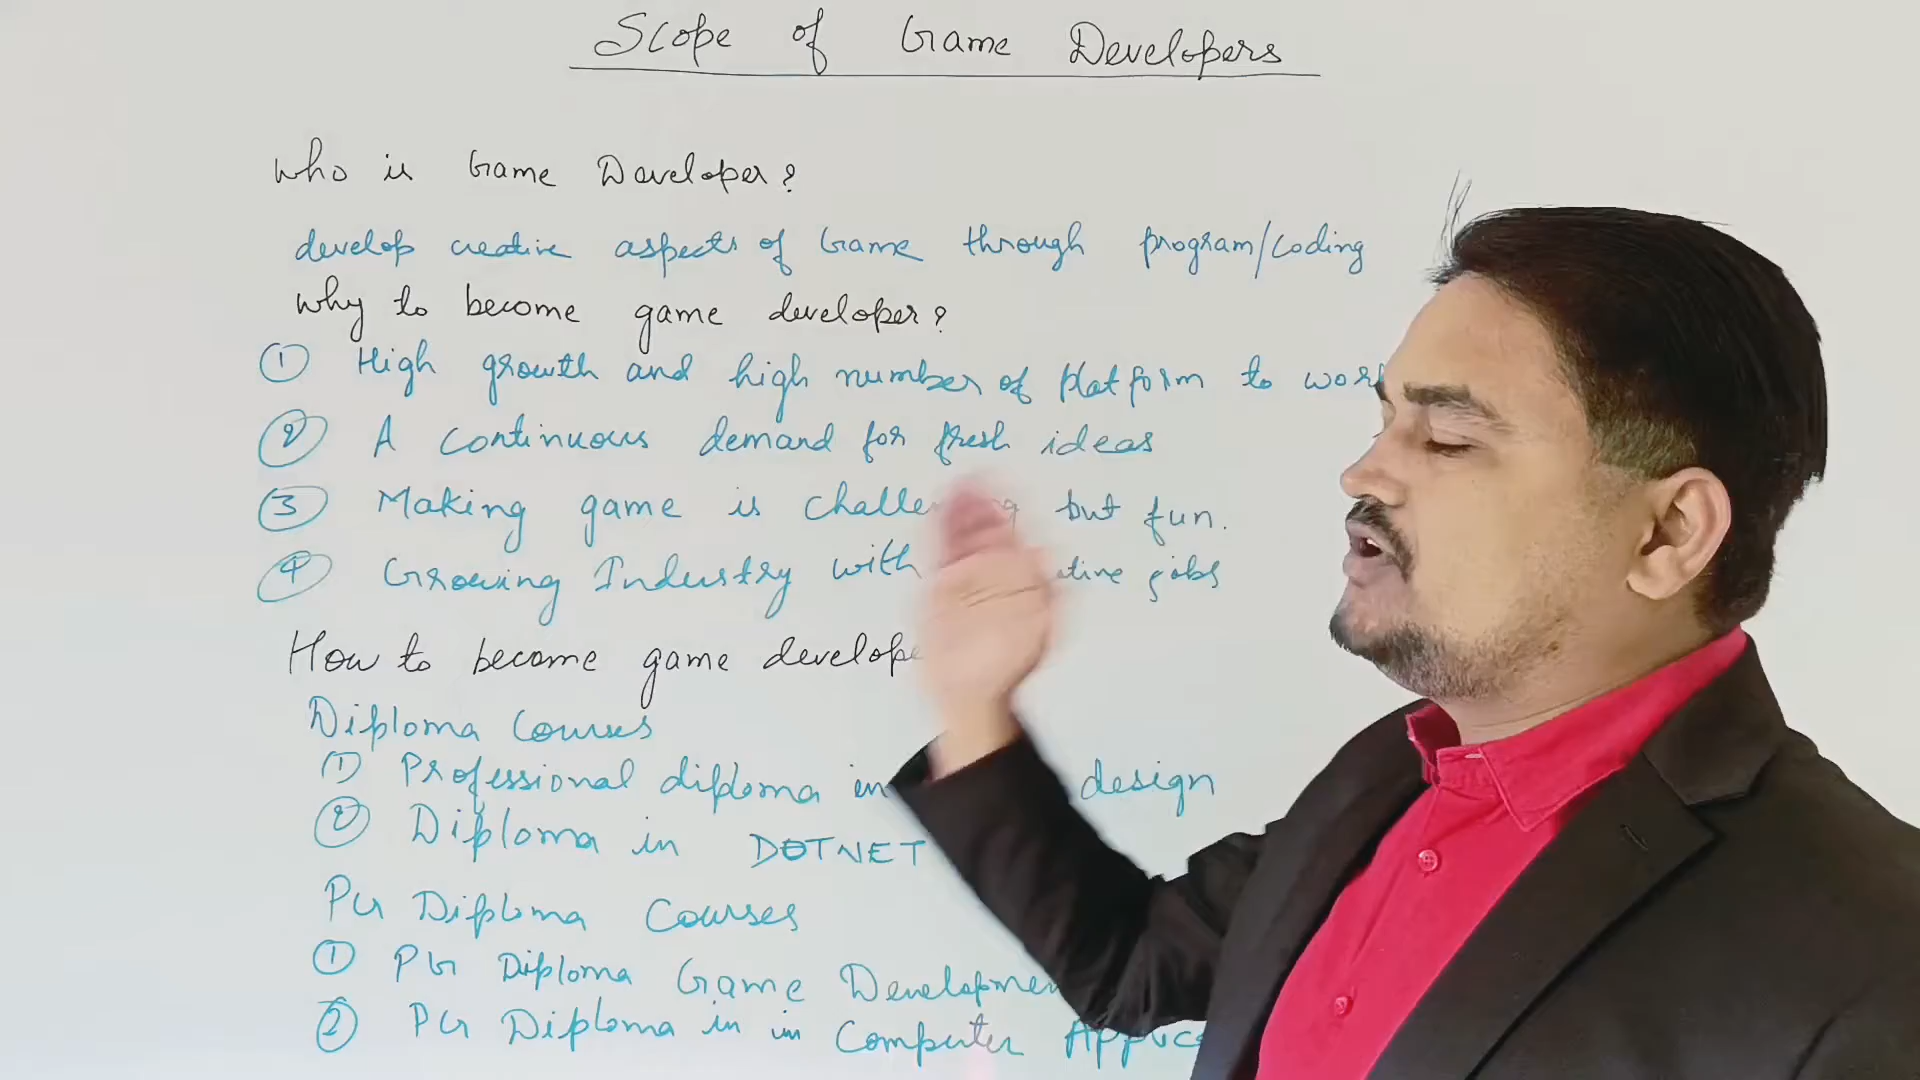 Scope of Game Developers
Who is Game Developer?
develop creative aspects of Game through program/coding
Why to become game developer?
① High growth and high number of platform to
② A continuous demand for fresh ideas
③ Making game is but fun.
④ Growing Industry with jobs
How to become game
Diploma Courses
① Professional diploma in design
② Diploma in DOTNET
PG Diploma Courses
① PG Diploma Game
② PG Diploma in in Computer